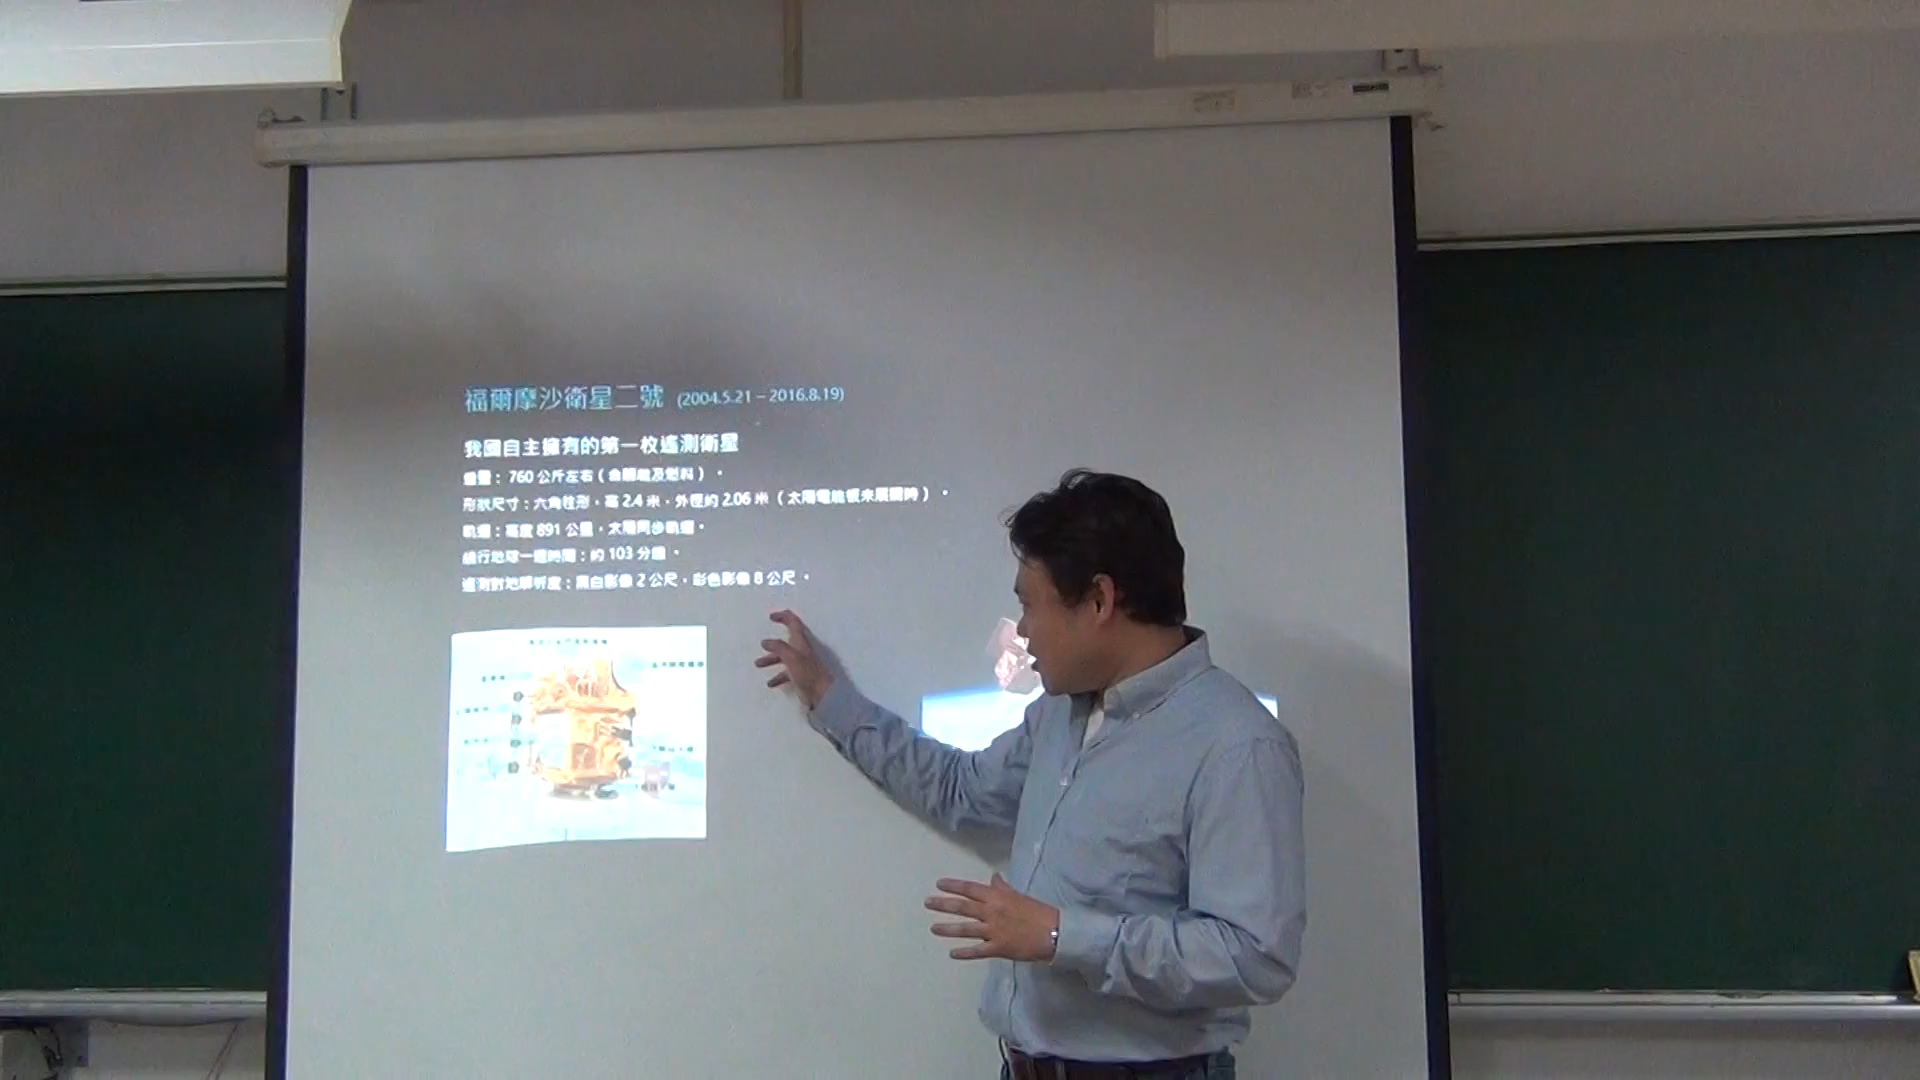 福爾摩沙衛星二號 (2004.5.21 – 2016.8.19)
我國自主擁有的第一枚遙測衛星
重量：760 公斤左右（含酬載及燃料）。
形狀尺寸：六角柱形，高 2.4 米，外徑約 2.06 米（太陽電能板未展開時）。
軌道：高度 891 公里，太陽同步軌道。
繞行地球一週時間：約 103 分鐘。
遙測對地解析度：黑白影像 2 公尺，彩色影像 8 公尺。